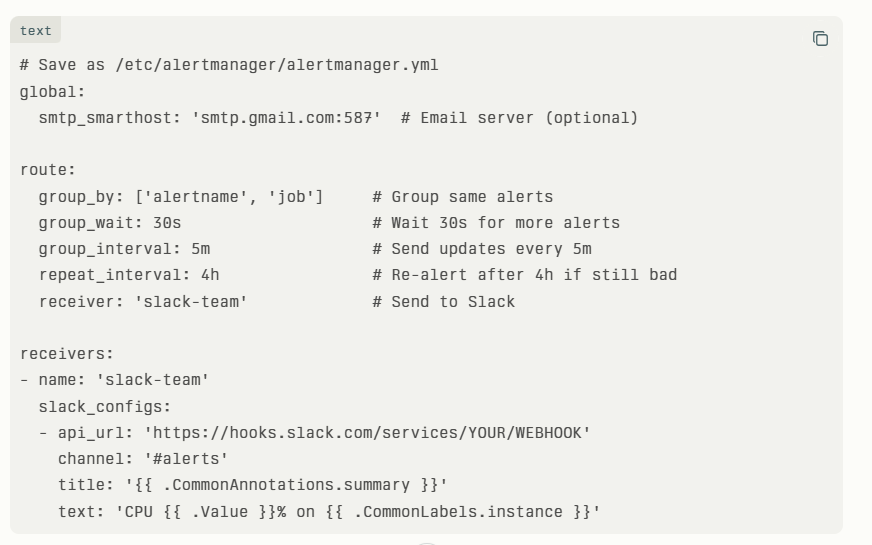 text
# Save as /etc/alertmanager/alertmanager.yml
global:
  smtp_smarthost: 'smtp.gmail.com:587'  # Email server (optional)

route:
  group_by: ['alertname', 'job']     # Group same alerts
  group_wait: 30s                    # Wait 30s for more alerts
  group_interval: 5m                 # Send updates every 5m
  repeat_interval: 4h                # Re-alert after 4h if still bad
  receiver: 'slack-team'             # Send to Slack

receivers:
- name: 'slack-team'
  slack_configs:
  - api_url: 'https://hooks.slack.com/services/YOUR/WEBHOOK'
    channel: '#alerts'
    title: '{{ .CommonAnnotations.summary }}'
    text: 'CPU {{ .Value }}% on {{ .CommonLabels.instance }}'